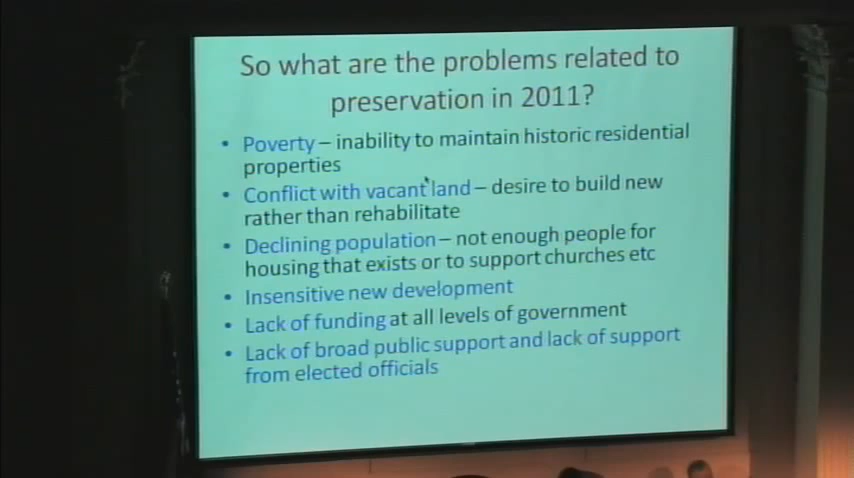 So what are the problems related to
preservation in 2011?
• Poverty – inability to maintain historic residential
properties
• Conflict with vacant land – desire to build new
rather than rehabilitate
• Declining population – not enough people for
housing that exists or to support churches etc
• Insensitive new development
• Lack of funding at all levels of government
• Lack of broad public support and lack of support
from elected officials